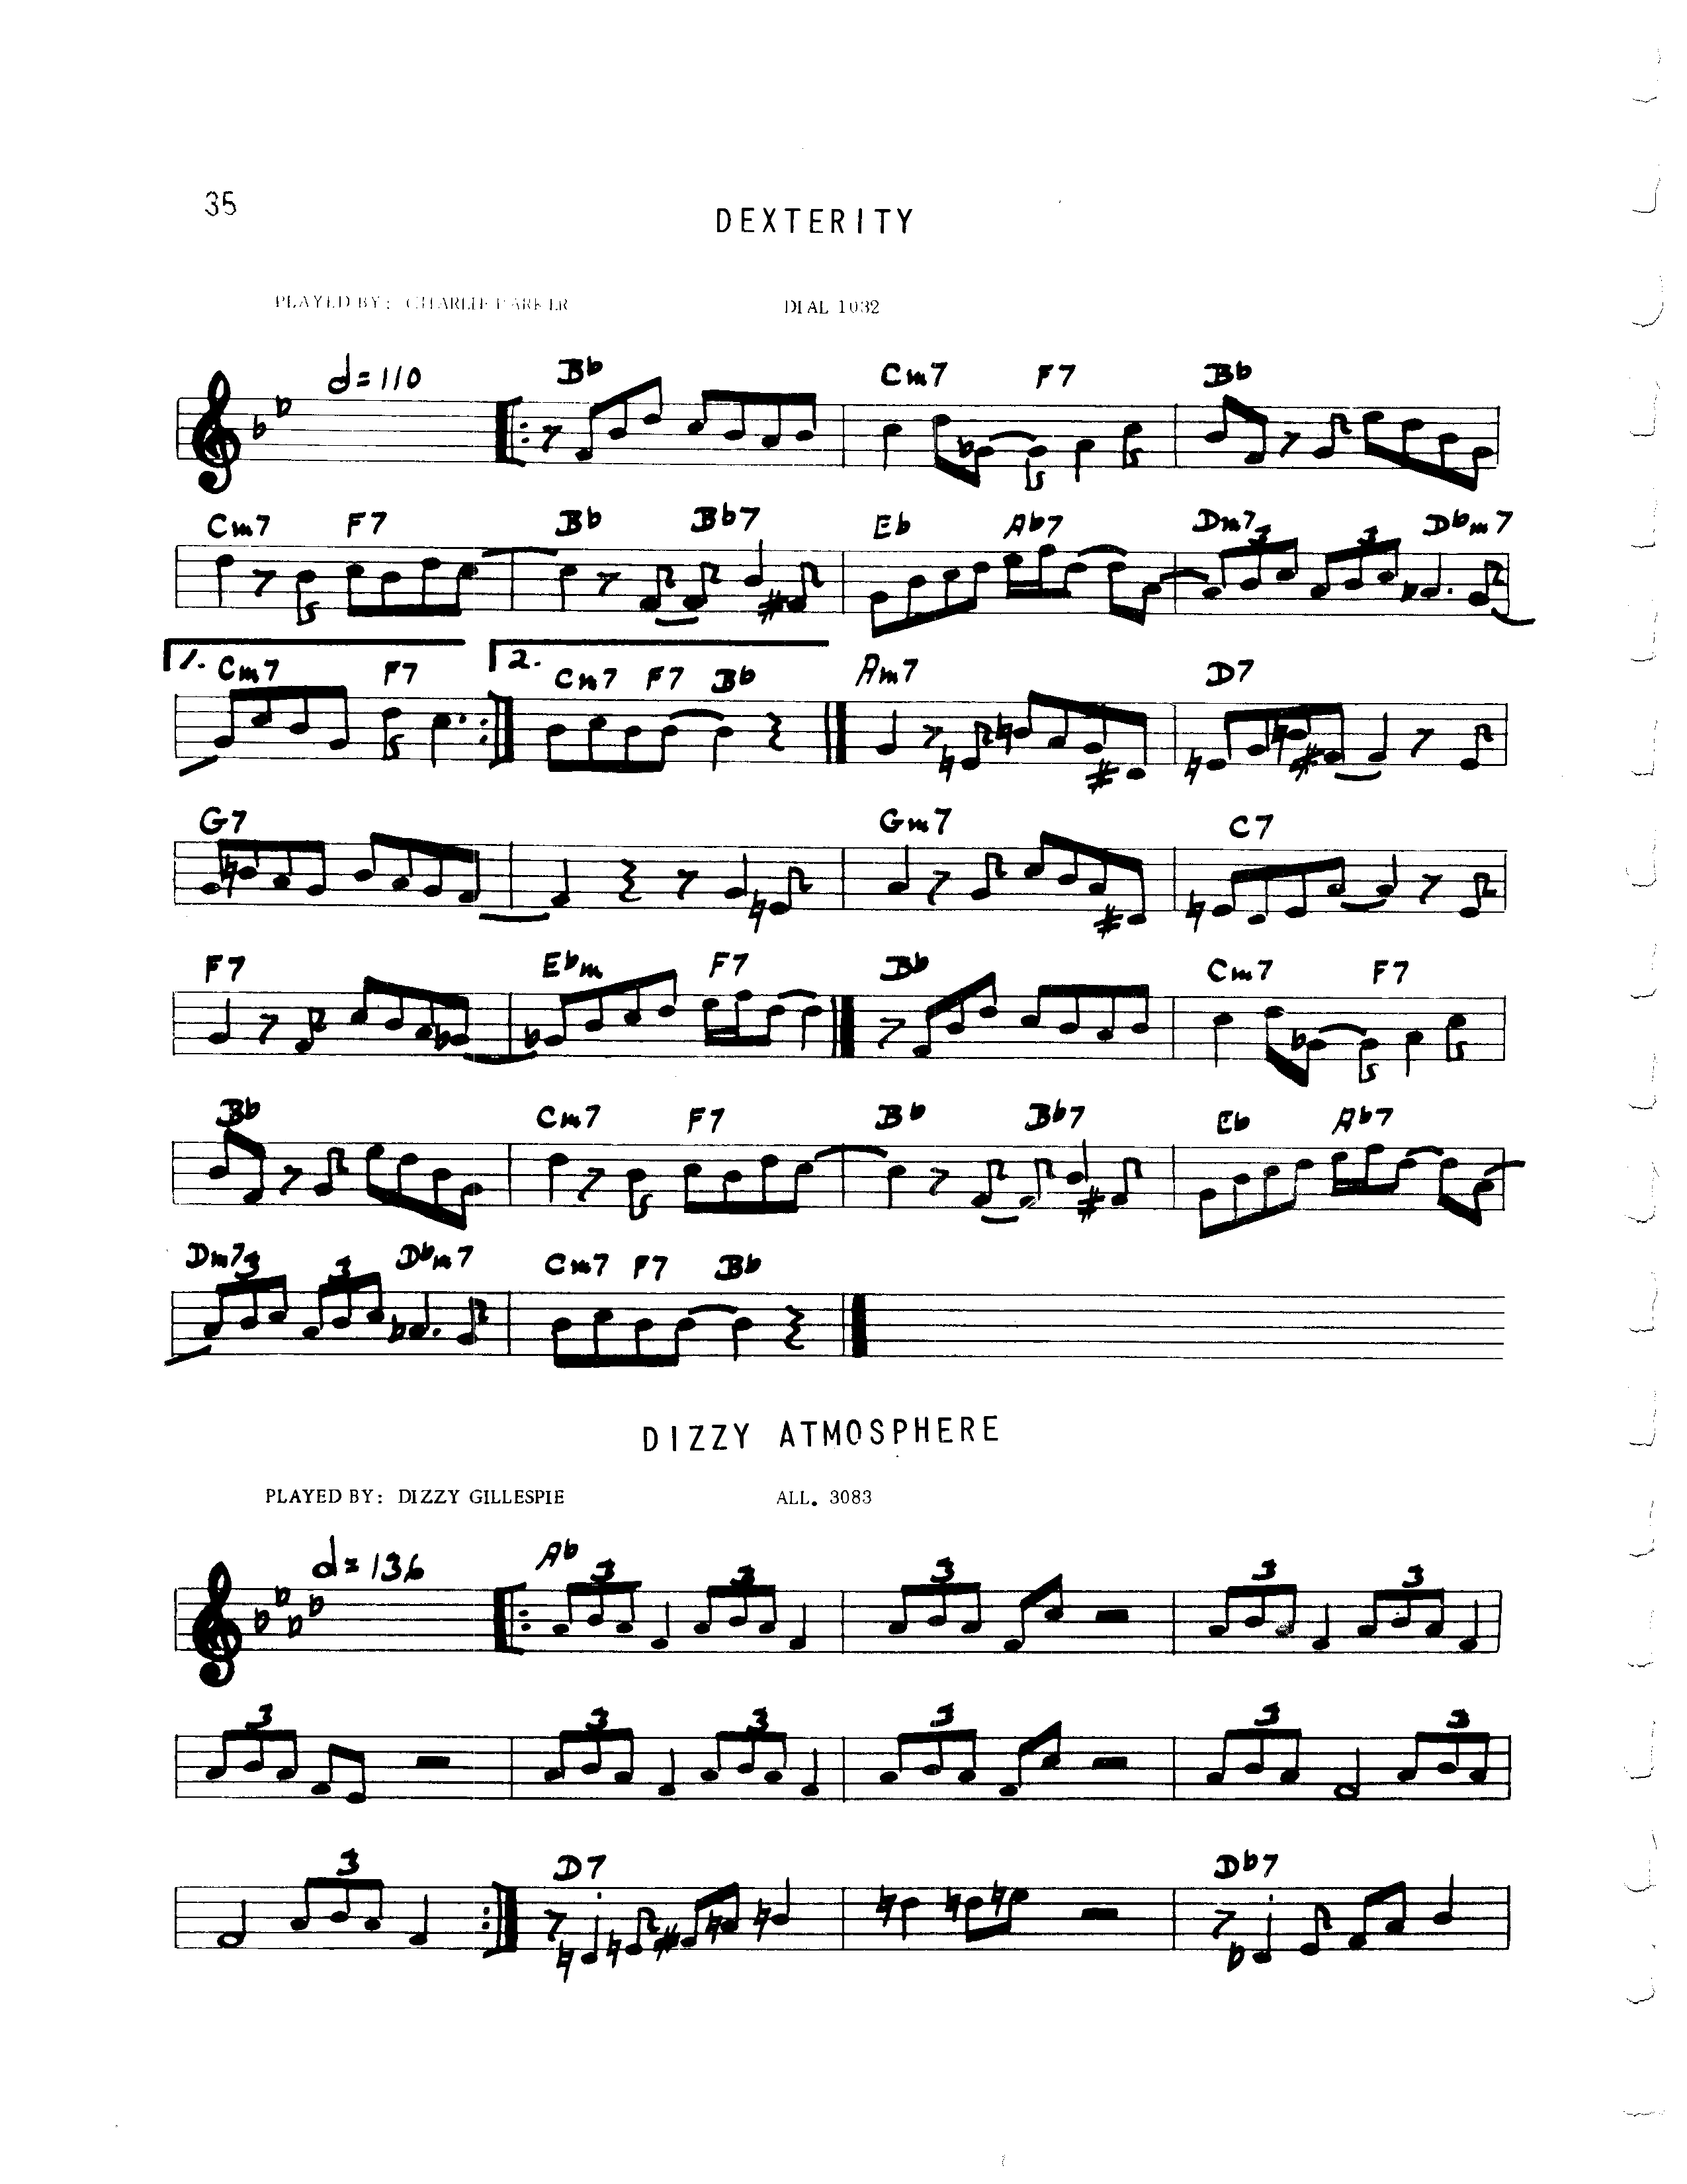 35
DEXTERITY
PLAYED BY: CHARLIE PARKER DIAL 1032
𝅗𝅥=110 Bb Cm7 F7 Bb
Cm7 F7 Bb Bb7 Eb Ab7 Dm7 3 3 Dbm7
1. Cm7 F7 2. Cm7 F7 Bb Am7 D7
G7 Gm7 C7
F7 Ebm F7 Bb Cm7 F7
Bb Cm7 F7 Bb Bb7 Eb Ab7
Dm7 3 3 Dbm7 Cm7 F7 Bb
DIZZY ATMOSPHERE
PLAYED BY: DIZZY GILLESPIE ALL. 3083
𝅗𝅥=136 Ab 3 3 3 3 3
3 3 3 3 3 3
3 D7 Db7